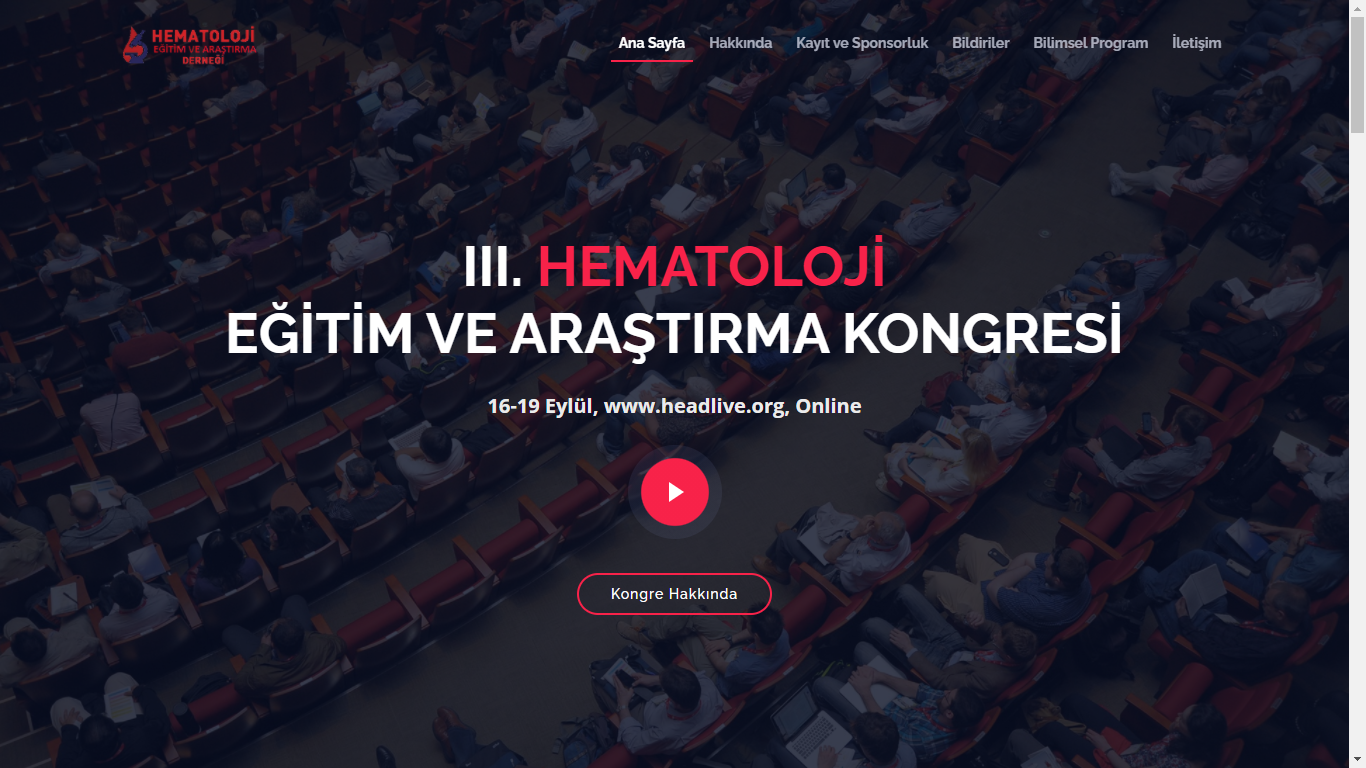 HEMATOLOJİ
EĞİTİM VE ARAŞTIRMA
DERNEĞİ
Ana Sayfa Hakkında Kayıt ve Sponsorluk Bildiriler Bilimsel Program İletişim
III. HEMATOLOJİ
EĞİTİM VE ARAŞTIRMA KONGRESİ
16-19 Eylül, www.headlive.org, Online
Kongre Hakkında